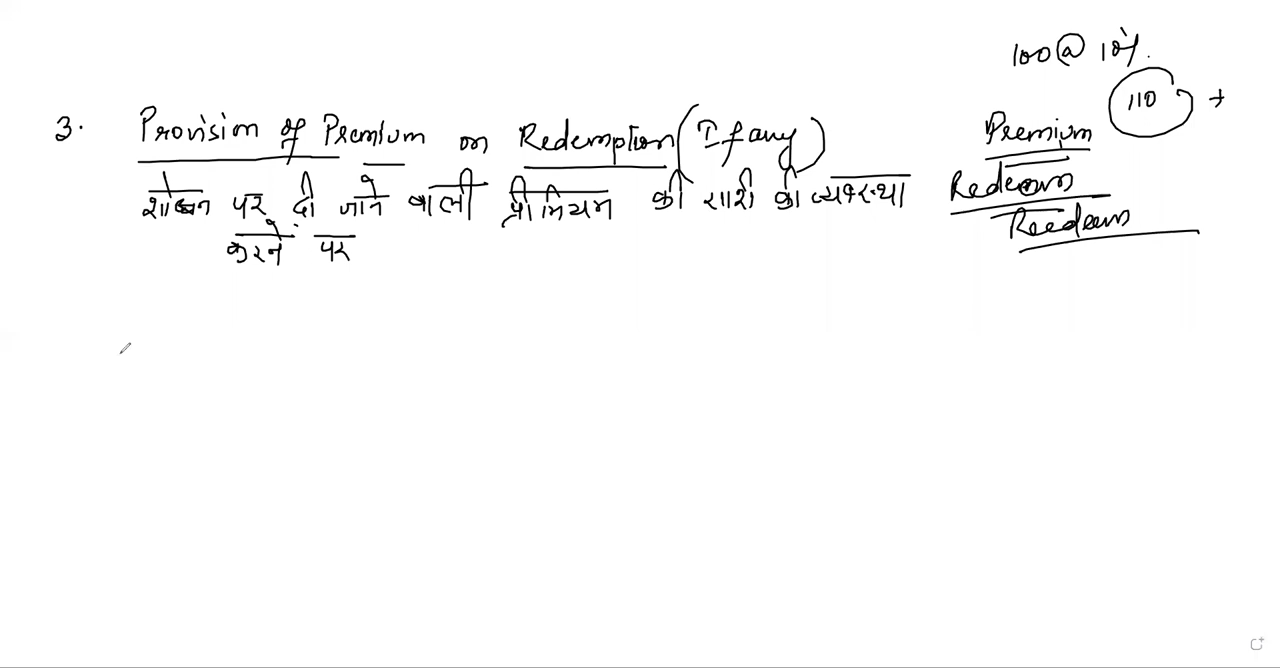 100 @ 10%.
110 +
3. Provision of Premium on Redemption (If any)
Premium
शोधन पर दी जाने वाली प्रीमियम की राशी की व्यवस्था
Redeem
करने पर
Reedeem